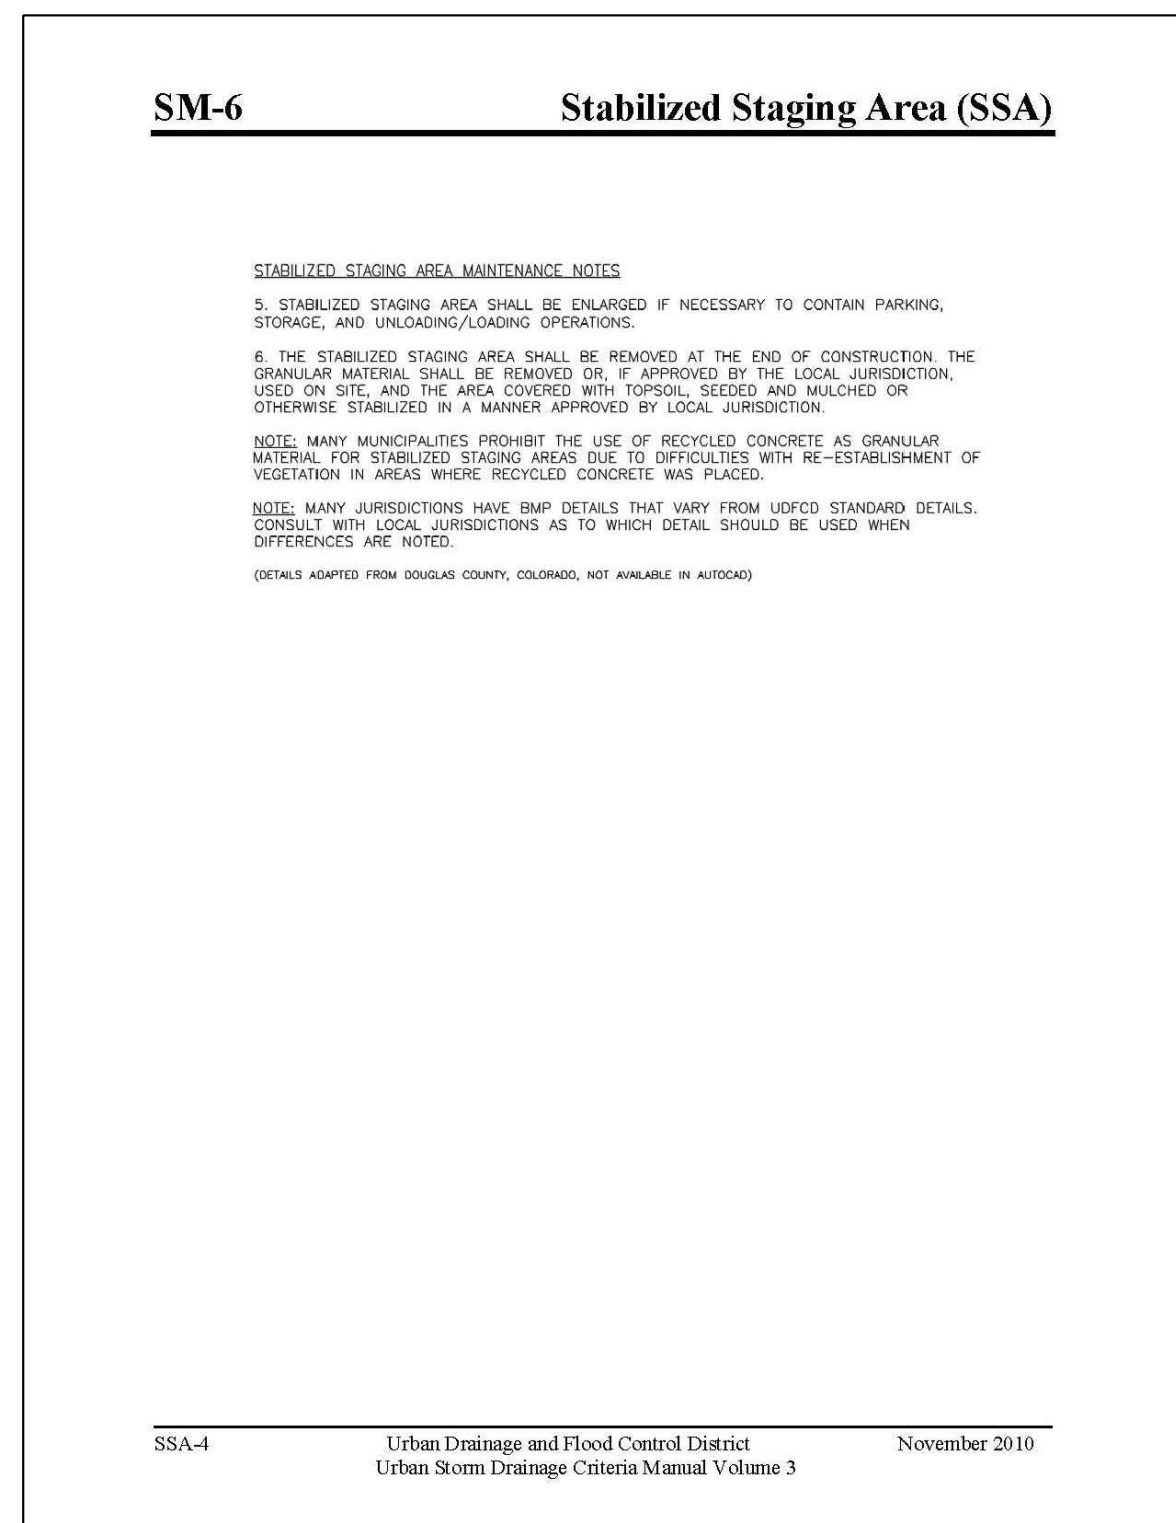 SM-6 Stabilized Staging Area (SSA)
STABILIZED STAGING AREA MAINTENANCE NOTES
5. STABILIZED STAGING AREA SHALL BE ENLARGED IF NECESSARY TO CONTAIN PARKING,
STORAGE, AND UNLOADING/LOADING OPERATIONS.
6. THE STABILIZED STAGING AREA SHALL BE REMOVED AT THE END OF CONSTRUCTION. THE
GRANULAR MATERIAL SHALL BE REMOVED OR, IF APPROVED BY THE LOCAL JURISDICTION,
USED ON SITE, AND THE AREA COVERED WITH TOPSOIL, SEEDED AND MULCHED OR
OTHERWISE STABILIZED IN A MANNER APPROVED BY LOCAL JURISDICTION.
NOTE: MANY MUNICIPALITIES PROHIBIT THE USE OF RECYCLED CONCRETE AS GRANULAR
MATERIAL FOR STABILIZED STAGING AREAS DUE TO DIFFICULTIES WITH RE-ESTABLISHMENT OF
VEGETATION IN AREAS WHERE RECYCLED CONCRETE WAS PLACED.
NOTE: MANY JURISDICTIONS HAVE BMP DETAILS THAT VARY FROM UDFCD STANDARD DETAILS.
CONSULT WITH LOCAL JURISDICTIONS AS TO WHICH DETAIL SHOULD BE USED WHEN
DIFFERENCES ARE NOTED.
(DETAILS ADAPTED FROM DOUGLAS COUNTY, COLORADO, NOT AVAILABLE IN AUTOCAD)
SSA-4 Urban Drainage and Flood Control District November 2010
Urban Storm Drainage Criteria Manual Volume 3